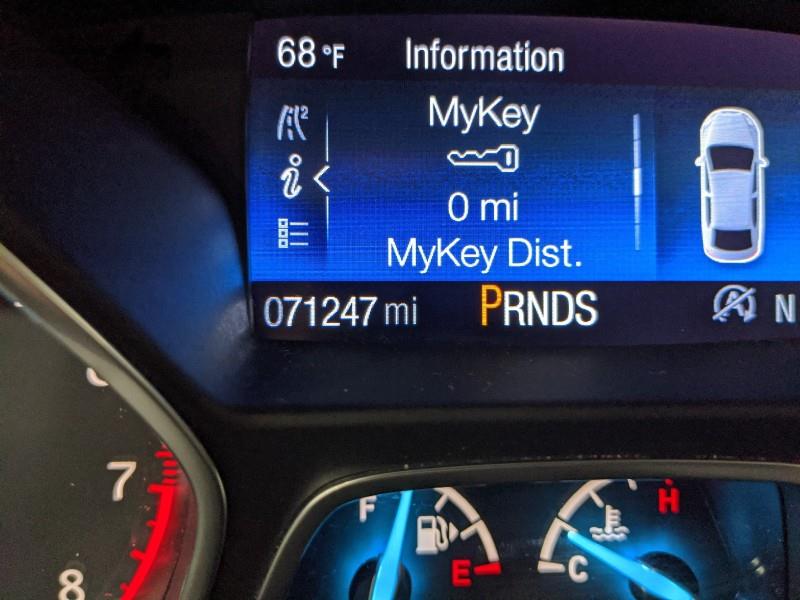 68 °F Information
MyKey
0 mi
MyKey Dist.
071247 mi PRNDS A N
7
8
F
E
H
C